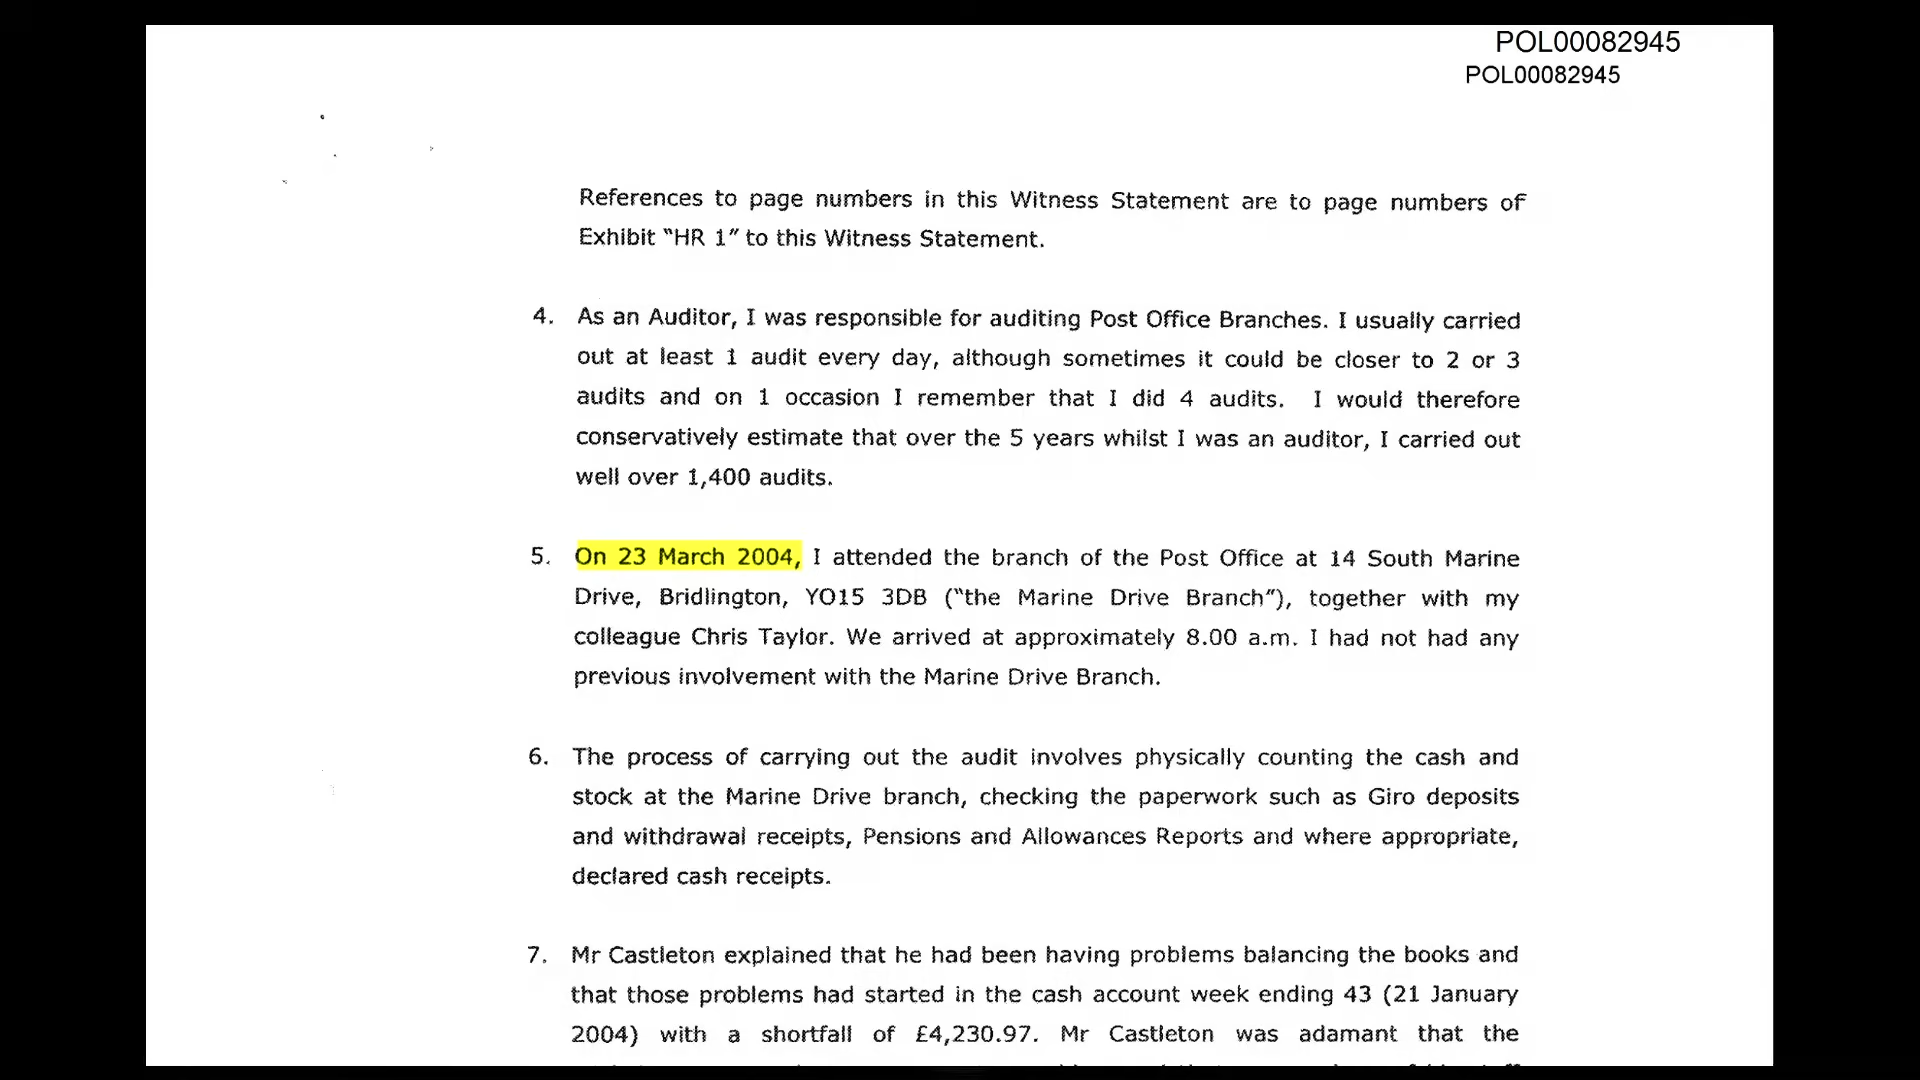 POL00082945
POL00082945
References to page numbers in this Witness Statement are to page numbers of
Exhibit "HR 1" to this Witness Statement.
4. As an Auditor, I was responsible for auditing Post Office Branches. I usually carried
out at least 1 audit every day, although sometimes it could be closer to 2 or 3
audits and on 1 occasion I remember that I did 4 audits. I would therefore
conservatively estimate that over the 5 years whilst I was an auditor, I carried out
well over 1,400 audits.
5. On 23 March 2004, I attended the branch of the Post Office at 14 South Marine
Drive, Bridlington, YO15 3DB ("the Marine Drive Branch"), together with my
colleague Chris Taylor. We arrived at approximately 8.00 a.m. I had not had any
previous involvement with the Marine Drive Branch.
6. The process of carrying out the audit involves physically counting the cash and
stock at the Marine Drive branch, checking the paperwork such as Giro deposits
and withdrawal receipts, Pensions and Allowances Reports and where appropriate,
declared cash receipts.
7. Mr Castleton explained that he had been having problems balancing the books and
that those problems had started in the cash account week ending 43 (21 January
2004) with a shortfall of £4,230.97. Mr Castleton was adamant that the